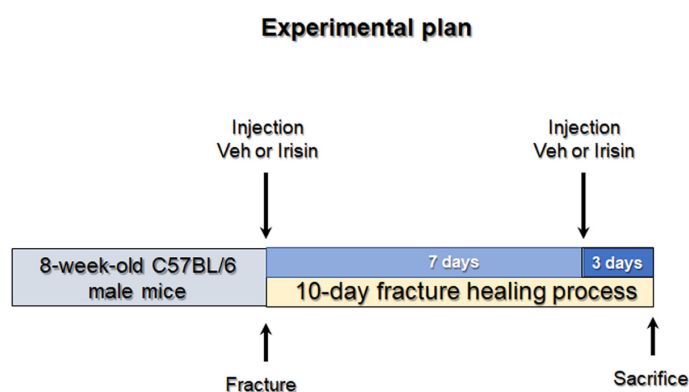 Experimental plan
Injection
Veh or Irisin
Injection
Veh or Irisin
8-week-old C57BL/6
male mice
7 days
3 days
10-day fracture healing process
Fracture
Sacrifice